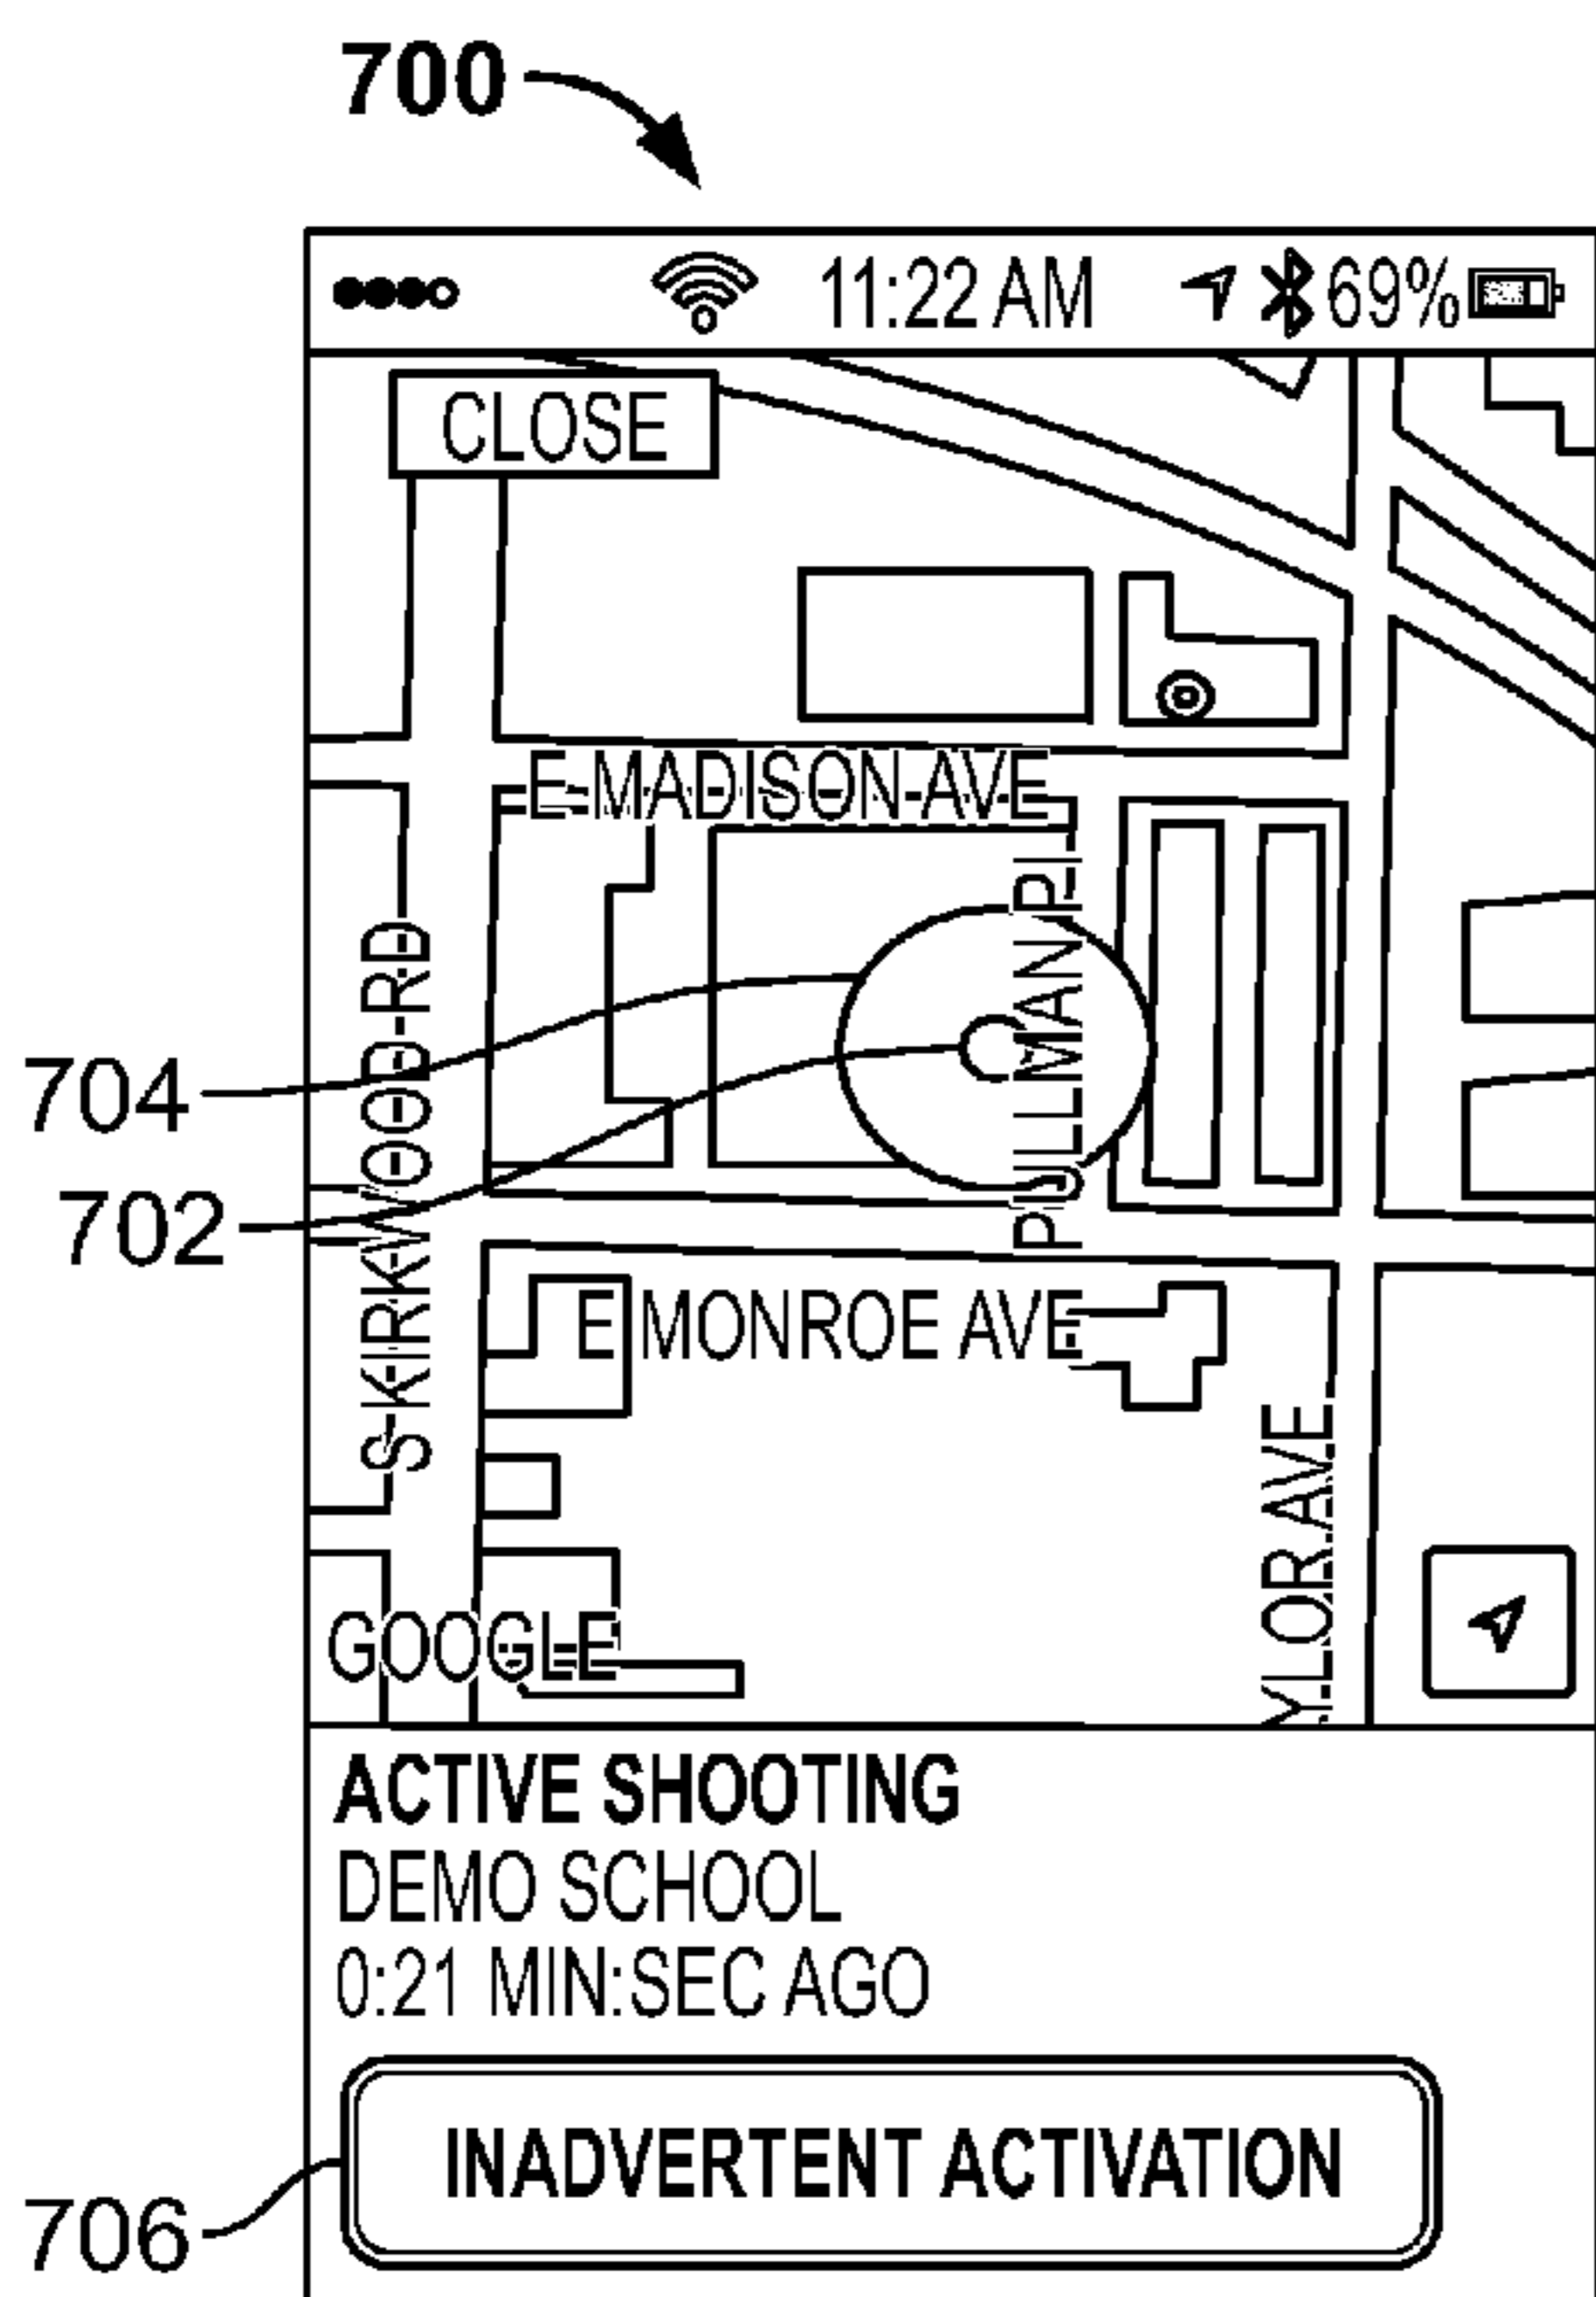 700
11:22 AM 69%
CLOSE
E MADISON AVE
PULLMAN PL
S KIRKWOOD RD
704
702
E MONROE AVE
YLOR AVE
GOOGLE
ACTIVE SHOOTING
DEMO SCHOOL
0:21 MIN:SEC AGO
INADVERTENT ACTIVATION
706